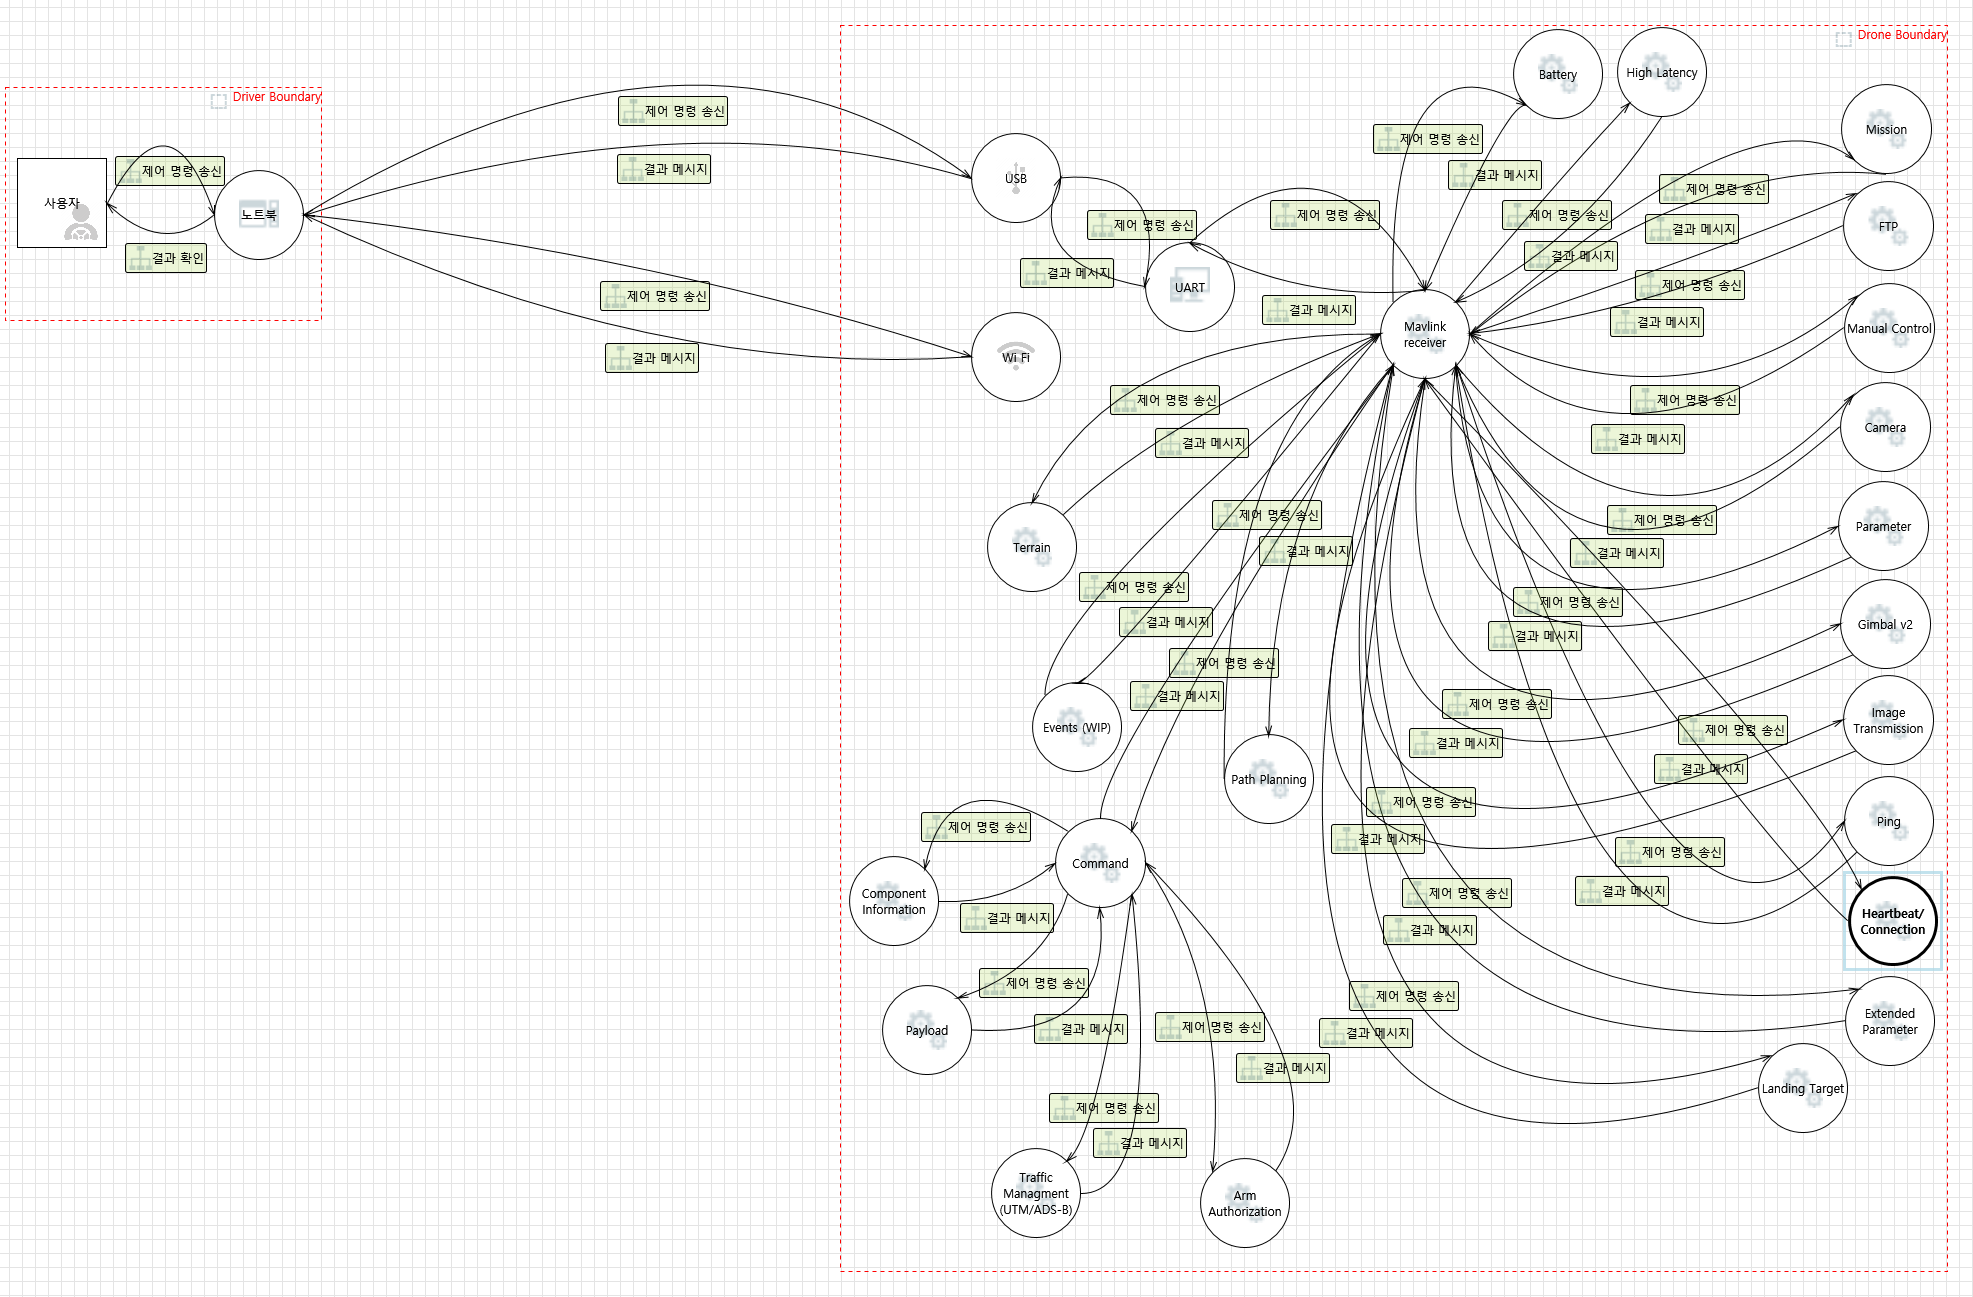 Drone Boundary
Driver Boundary
사용자
제어 명령 송신
노트북
결과 확인
제어 명령 송신
결과 메시지
제어 명령 송신
결과 메시지
USB
Wi Fi
제어 명령 송신
결과 메시지
UART
제어 명령 송신
결과 메시지
Mavlink
receiver
Battery
High Latency
제어 명령 송신
결과 메시지
제어 명령 송신
결과 메시지
Mission
제어 명령 송신
결과 메시지
FTP
제어 명령 송신
결과 메시지
Manual Control
제어 명령 송신
결과 메시지
Camera
제어 명령 송신
결과 메시지
Parameter
제어 명령 송신
결과 메시지
Gimbal v2
제어 명령 송신
결과 메시지
Image
Transmission
제어 명령 송신
결과 메시지
Ping
제어 명령 송신
결과 메시지
Heartbeat/
Connection
제어 명령 송신
결과 메시지
Extended
Parameter
제어 명령 송신
결과 메시지
Landing Target
제어 명령 송신
결과 메시지
제어 명령 송신
결과 메시지
Terrain
제어 명령 송신
결과 메시지
Path Planning
제어 명령 송신
결과 메시지
Events (WIP)
제어 명령 송신
결과 메시지
Command
제어 명령 송신
결과 메시지
Component
Information
제어 명령 송신
결과 메시지
Payload
제어 명령 송신
결과 메시지
Traffic
Managment
(UTM/ADS-B)
제어 명령 송신
결과 메시지
Arm
Authorization